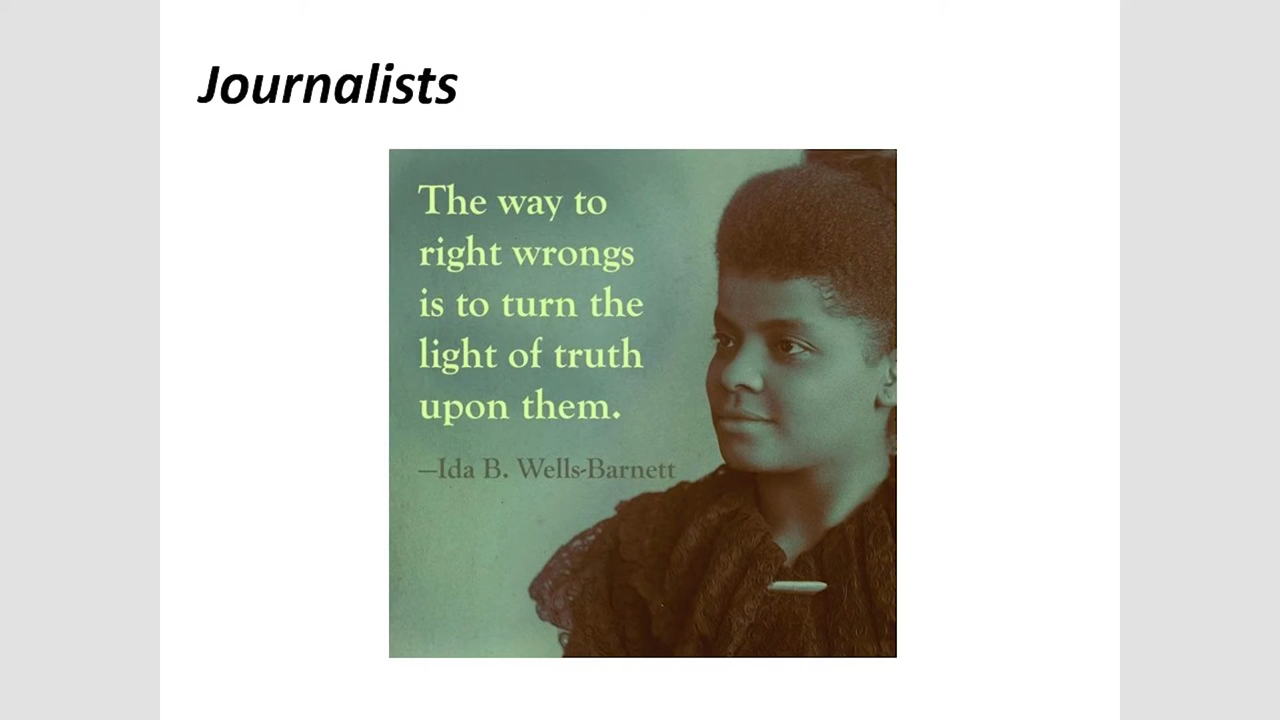 Journalists
The way to
right wrongs
is to turn the
light of truth
upon them.
—Ida B. Wells-Barnett